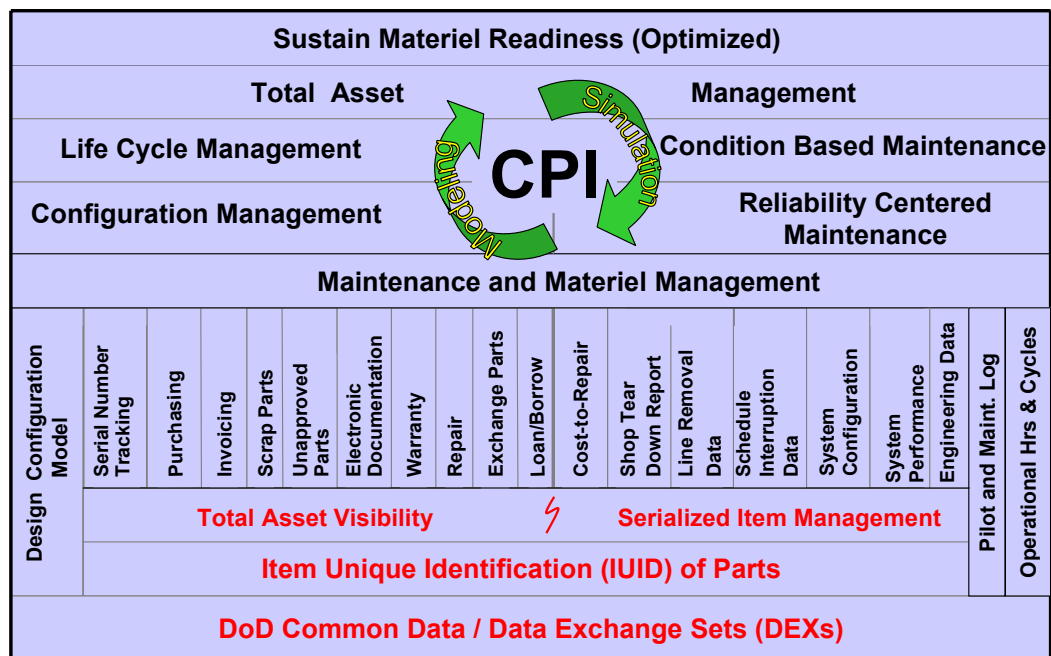 Sustain Materiel Readiness (Optimized)
Total Asset
Management
Life Cycle Management
Condition Based Maintenance
Configuration Management
Reliability Centered
Maintenance
Modeling
CPI
Simulation
Maintenance and Materiel Management
Design Configuration
Model
Serial Number
Tracking
Purchasing
Invoicing
Scrap Parts
Unapproved
Parts
Electronic
Documentation
Warranty
Repair
Exchange Parts
Loan/Borrow
Cost-to-Repair
Shop Tear
Down Report
Line Removal
Data
Schedule
Interruption
Data
System
Configuration
System
Performance
Engineering Data
Pilot and Maint. Log
Operational Hrs & Cycles
Total Asset Visibility
Serialized Item Management
Item Unique Identification (IUID) of Parts
DoD Common Data / Data Exchange Sets (DEXs)